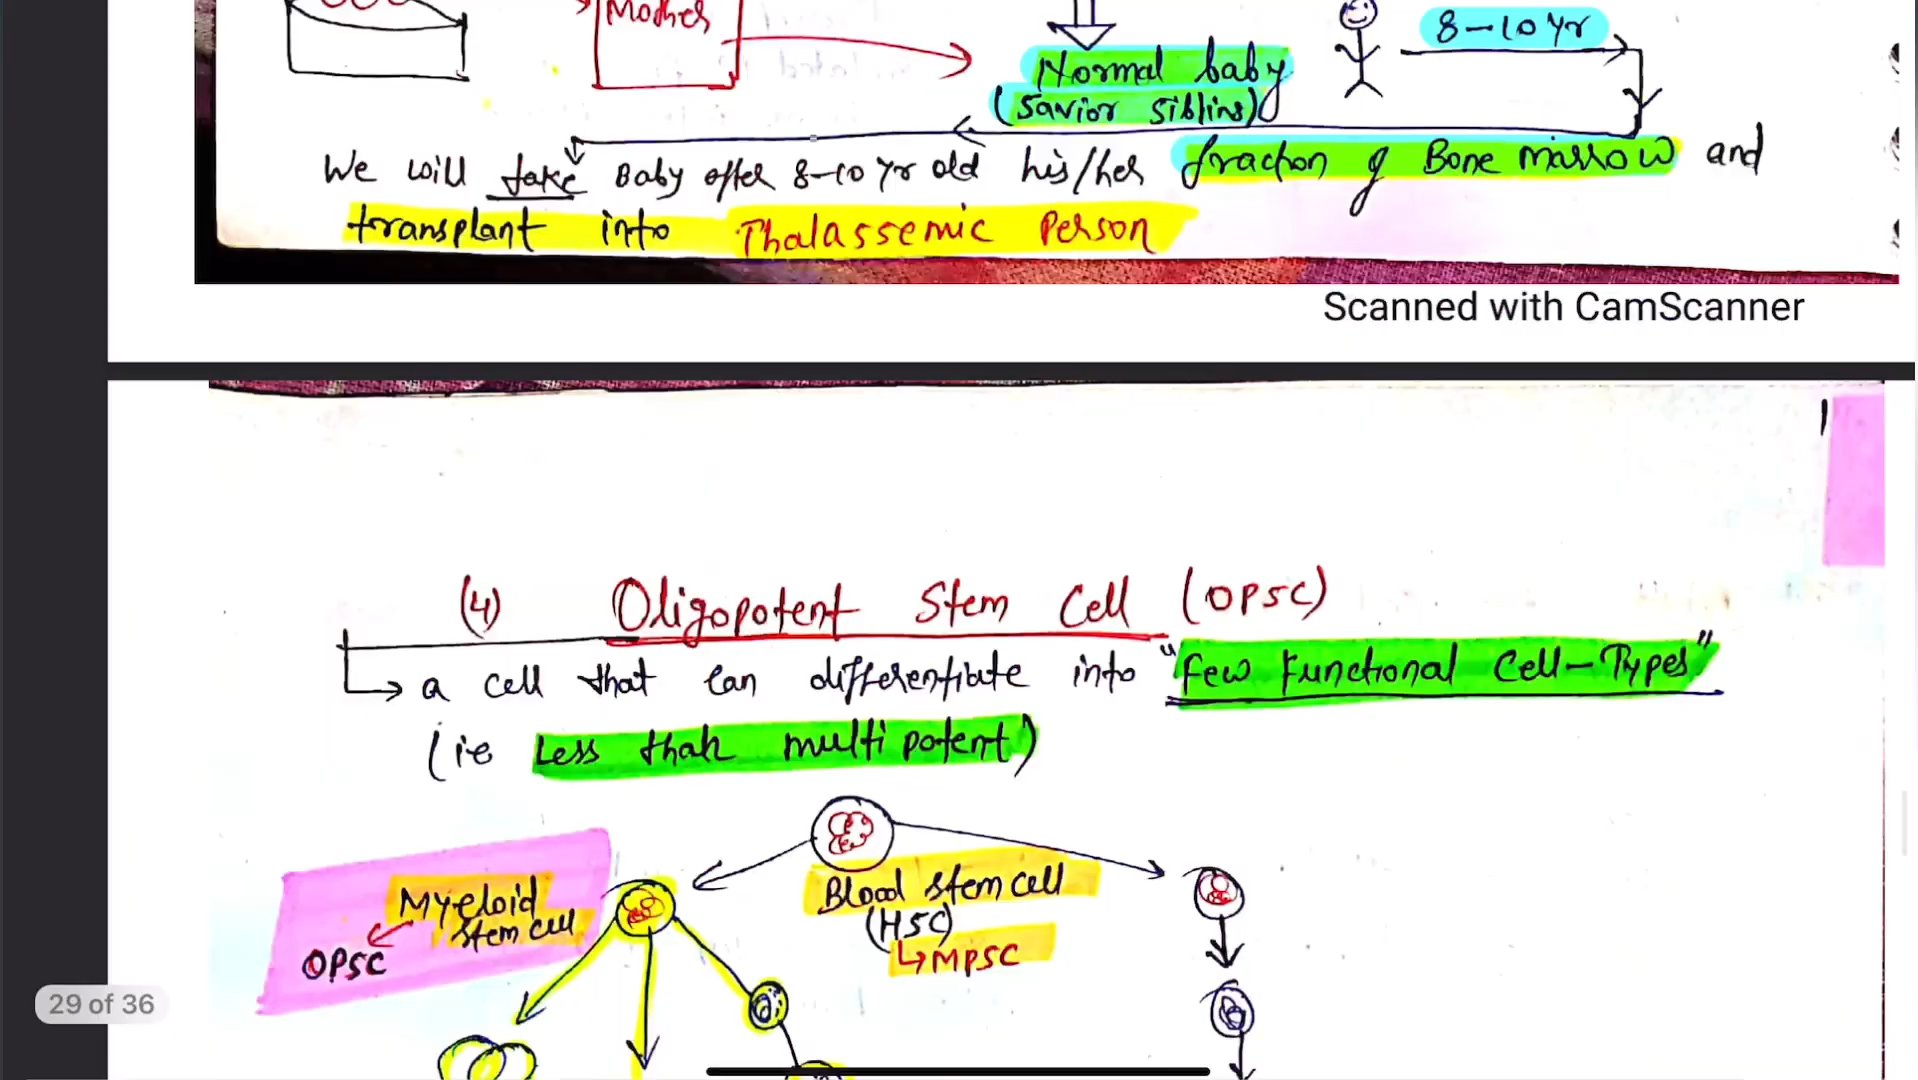 Mother
8-10 Yr
Normal baby
(Savior Siblins)
We will take Baby after 8-10 yr old his/her fraction of Bone marrow and
transplant into Thalassemic Person
Scanned with CamScanner
(4) Oligopotent Stem Cell (OPSC)
a cell that can differentiate into "Few Functional Cell-Types"
(ie Less than multipotent)
Myeloid
stem cell
OPSC
Blood stem cell
(HSC)
MPSC
29 of 36